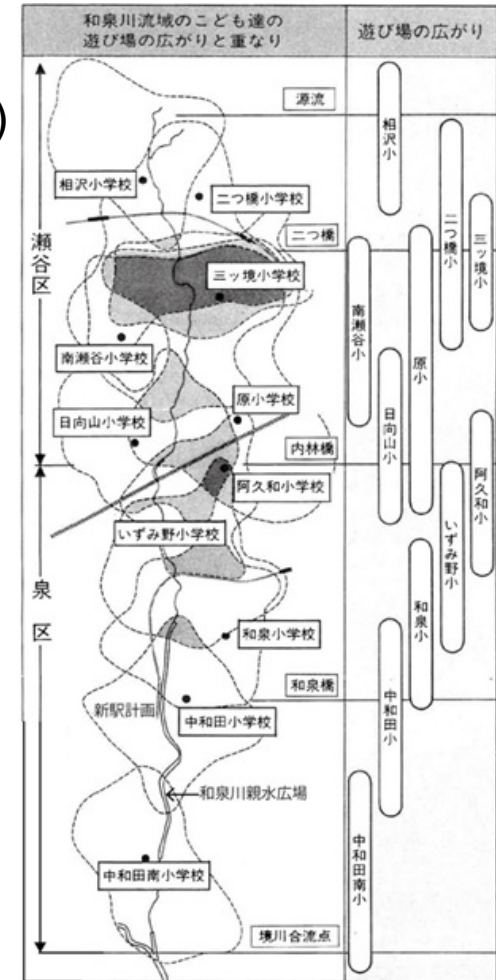 和泉川流域のこども達の
遊び場の広がりと重なり
遊び場の広がり
)
源流
相沢小学校
二つ橋小学校
二つ橋
三ッ境小学校
瀬谷区
南瀬谷小学校
日向山小学校
原小学校
内林橋
阿久和小学校
いずみ野小学校
泉区
和泉小学校
和泉橋
新駅計画
中和田小学校
和泉川親水広場
中和田南小学校
境川合流点
相沢小
二つ橋小
三ッ境小
南瀬谷小
原小
日向山小
阿久和小
いずみ野小
和泉小
中和田小
中和田南小